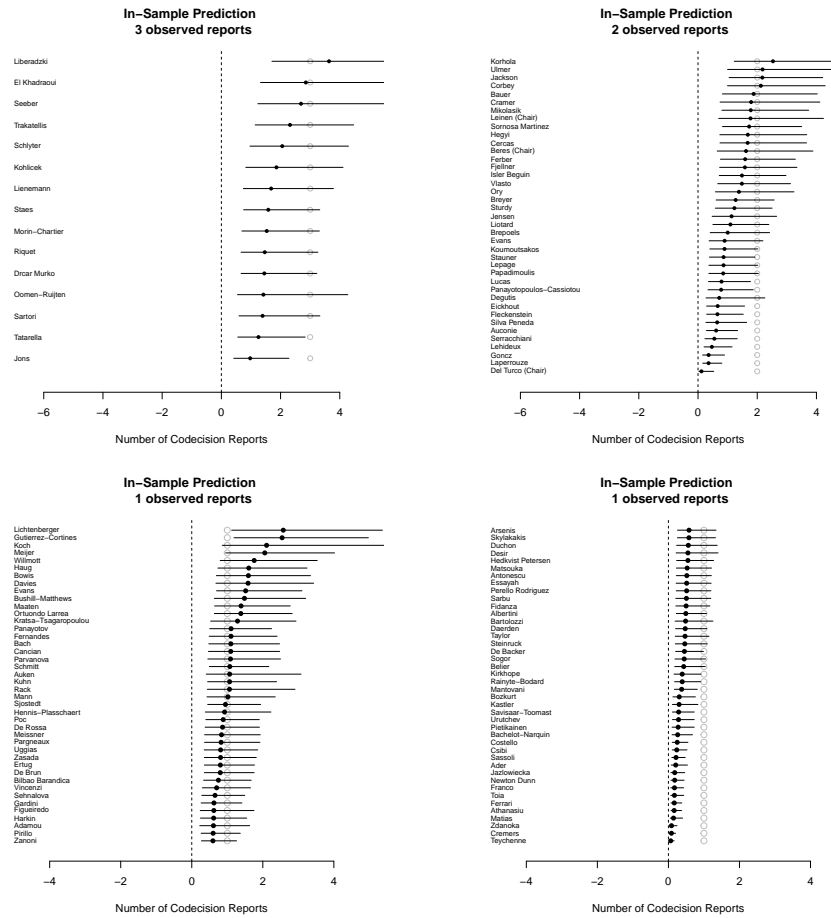 In−Sample Prediction
3 observed reports
Liberadzki
El Khadraoui
Seeber
Trakatellis
Schlyter
Kohlicek
Lienemann
Staes
Morin−Chartier
Riquet
Drcar Murko
Oomen−Ruijten
Sartori
Tatarella
Jons
−6 −4 −2 0 2 4
Number of Codecision Reports
In−Sample Prediction
2 observed reports
Korhola
Ulmer
Jackson
Corbey
Bauer
Cramer
Mikolasik
Leinen (Chair)
Sornosa Martinez
Hegyi
Cercas
Beres (Chair)
Ferber
Fjellner
Isler Beguin
Vlasto
Ory
Breyer
Sturdy
Jensen
Liotard
Brepoels
Evans
Koumoutsakos
Stauner
Lepage
Papadimoulis
Lucas
Panayotopulos−Cassiotou
Degutis
Eickhout
Fleckenstein
Silva Peneda
Auconie
Serracchiani
Lehideux
Goncz
Laperrouze
Del Turco (Chair)
−6 −4 −2 0 2 4
Number of Codecision Reports
In−Sample Prediction
1 observed reports
Lichtenberger
Gutierrez−Cortines
Koch
Meijer
Willmott
Haug
Bowis
Davies
Evans
Bushill−Matthews
Maaten
Ortuondo Larrea
Kratsa−Tsagaropoulou
Panayotov
Fernandes
Bach
Cancian
Parvanova
Schmitt
Auken
Kuhn
Rack
Mann
Sjostedt
Hennis−Plasschaert
Poc
De Rossa
Meissner
Pargneaux
Uggias
Zasada
Ertug
De Brun
Bilbao Barandica
Vincenzi
Sehnalova
Gardini
Figueiredo
Harkin
Adamou
Pirillo
Zanoni
−4 −2 0 2 4
Number of Codecision Reports
In−Sample Prediction
1 observed reports
Arsenis
Skylakakis
Duchon
Desir
Hedkvist Petersen
Matsouka
Antonescu
Essayah
Perello Rodriguez
Sarbu
Fidanza
Albertini
Bartolozzi
Daerden
Taylor
Steinruck
De Backer
Sogor
Belier
Kirkhope
Rainyte−Bodard
Mantovani
Bozkurt
Kastler
Savisaar−Toomast
Urutchev
Pietikainen
Bachelot−Narquin
Costello
Csibi
Sassoli
Ader
Jazlowiecka
Newton Dunn
Franco
Toia
Ferrari
Athanasiu
Matias
Zdanoka
Cremers
Teychenne
−4 −2 0 2 4
Number of Codecision Reports